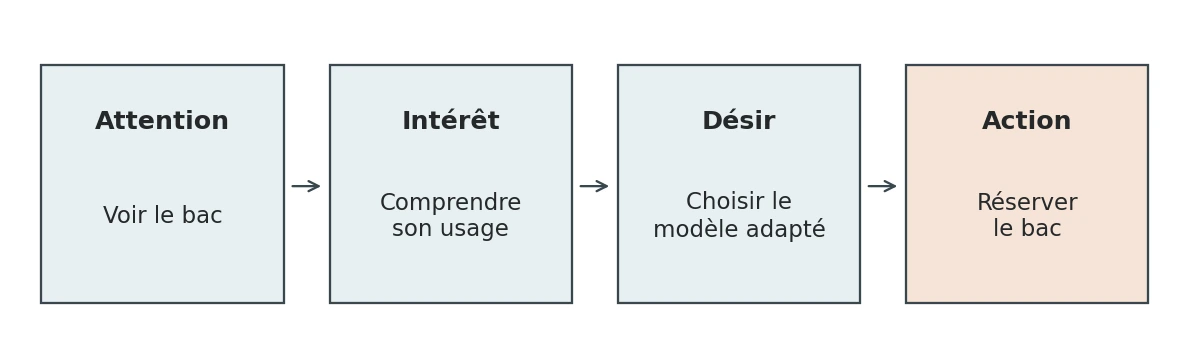 Attention
Voir le bac
Intérêt
Comprendre
son usage
Désir
Choisir le
modèle adapté
Action
Réserver
le bac